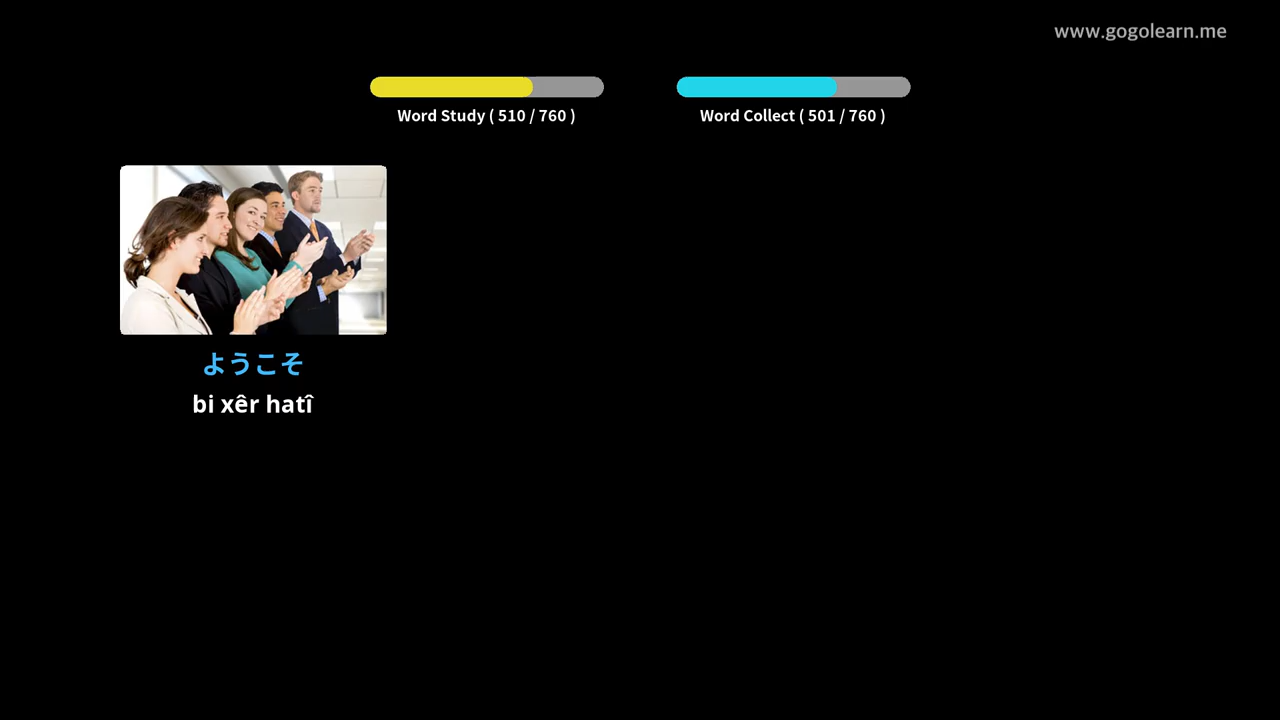 www.gogolearn.me
Word Study ( 510 / 760 )
Word Collect ( 501 / 760 )
ようこそ
bi xêr hatî